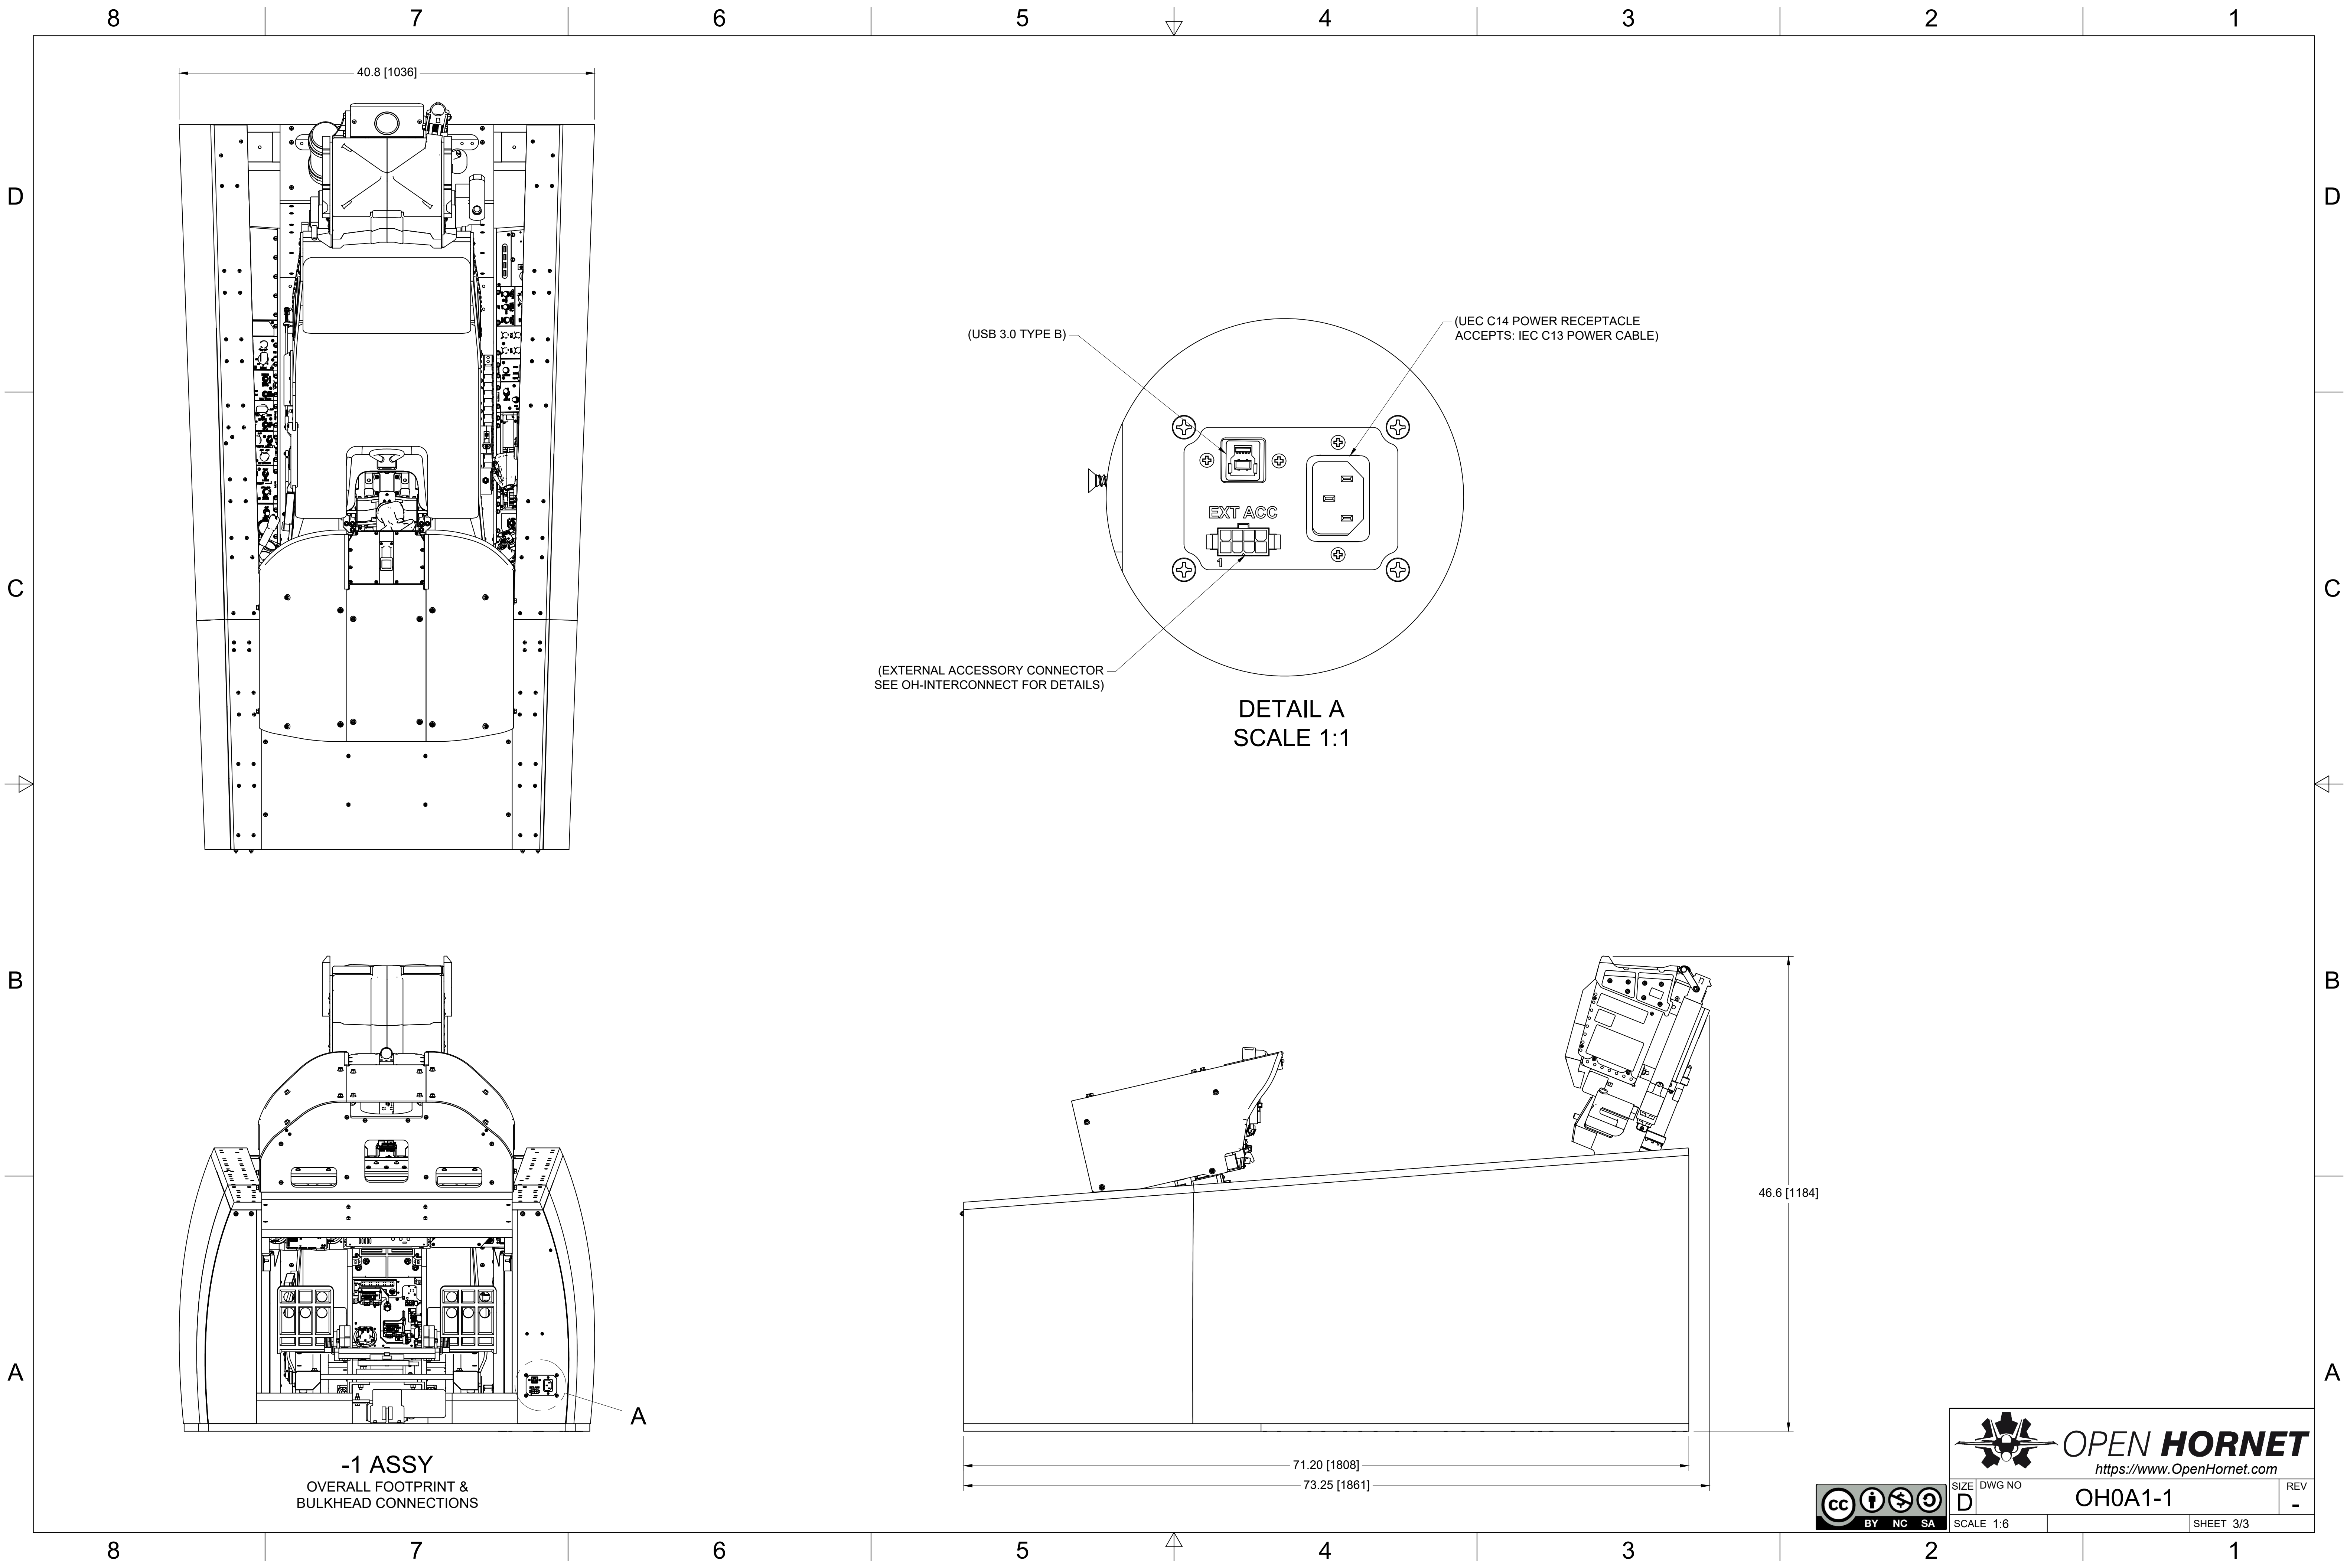 8 7 6 5 4 3 2 1
D
D
C
C
B
B
A
A
40.8 [1036]
(USB 3.0 TYPE B)
(UEC C14 POWER RECEPTACLE
ACCEPTS: IEC C13 POWER CABLE)
EXT ACC
1
(EXTERNAL ACCESSORY CONNECTOR
SEE OH-INTERCONNECT FOR DETAILS)
DETAIL A
SCALE 1:1
A
-1 ASSY
OVERALL FOOTPRINT &
BULKHEAD CONNECTIONS
46.6 [1184]
71.20 [1808]
73.25 [1861]
OPEN HORNET
https://www.OpenHornet.com
cc
BY NC SA
SIZE
D
DWG NO
OH0A1-1
REV
-
SCALE 1:6
SHEET 3/3
8 7 6 5 4 3 2 1